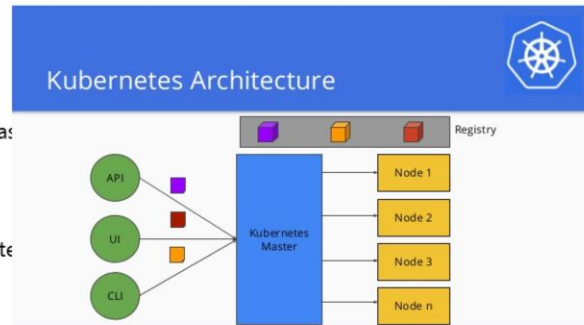 Kubernetes Architecture
Registry
API
UI
CLI
Kubernetes
Master
Node 1
Node 2
Node 3
Node n